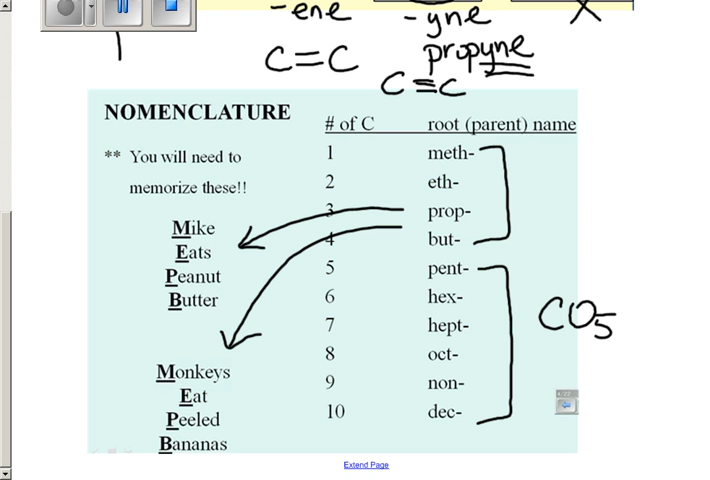 -ene
-yne
C=C
propyne
C≡C
NOMENCLATURE
# of C root (parent) name
** You will need to
memorize these!!
1 meth-
2 eth-
3 prop-
4 but-
5 pent-
6 hex-
7 hept-
8 oct-
9 non-
10 dec-
Mike
Eats
Peanut
Butter
Monkeys
Eat
Peeled
Bananas
CO5
Extend Page